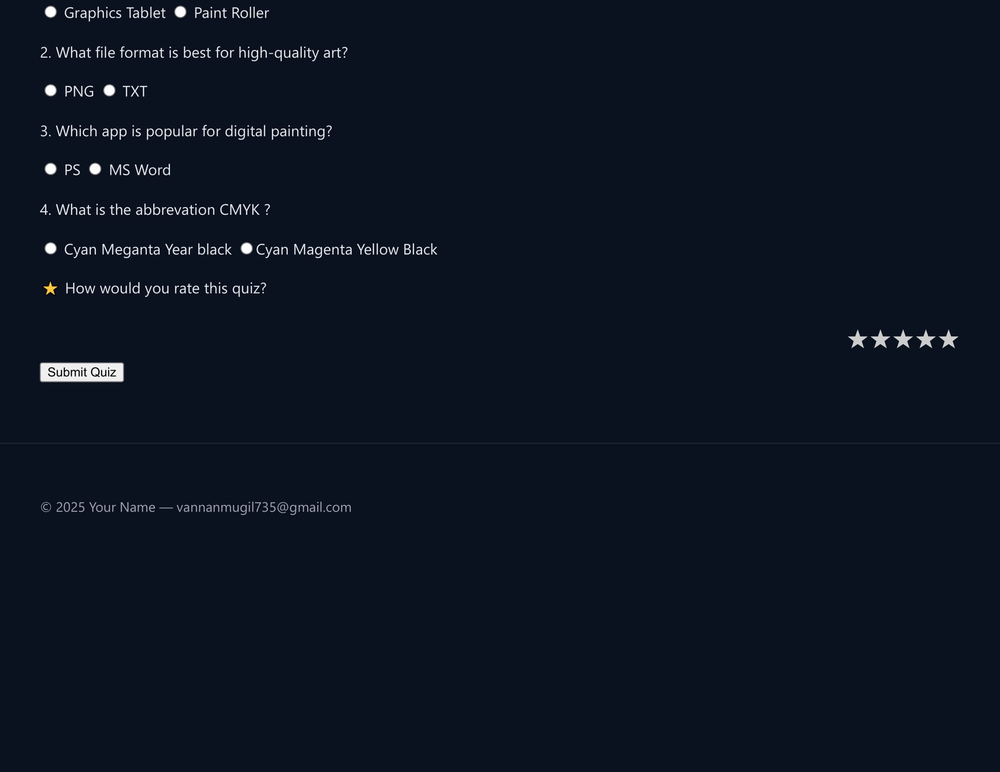 Graphics Tablet Paint Roller
2. What file format is best for high-quality art?
PNG TXT
3. Which app is popular for digital painting?
PS MS Word
4. What is the abbrevation CMYK ?
Cyan Meganta Year black Cyan Magenta Yellow Black
⭐ How would you rate this quiz?
★★★★★
Submit Quiz
© 2025 Your Name — vannanmugil735@gmail.com